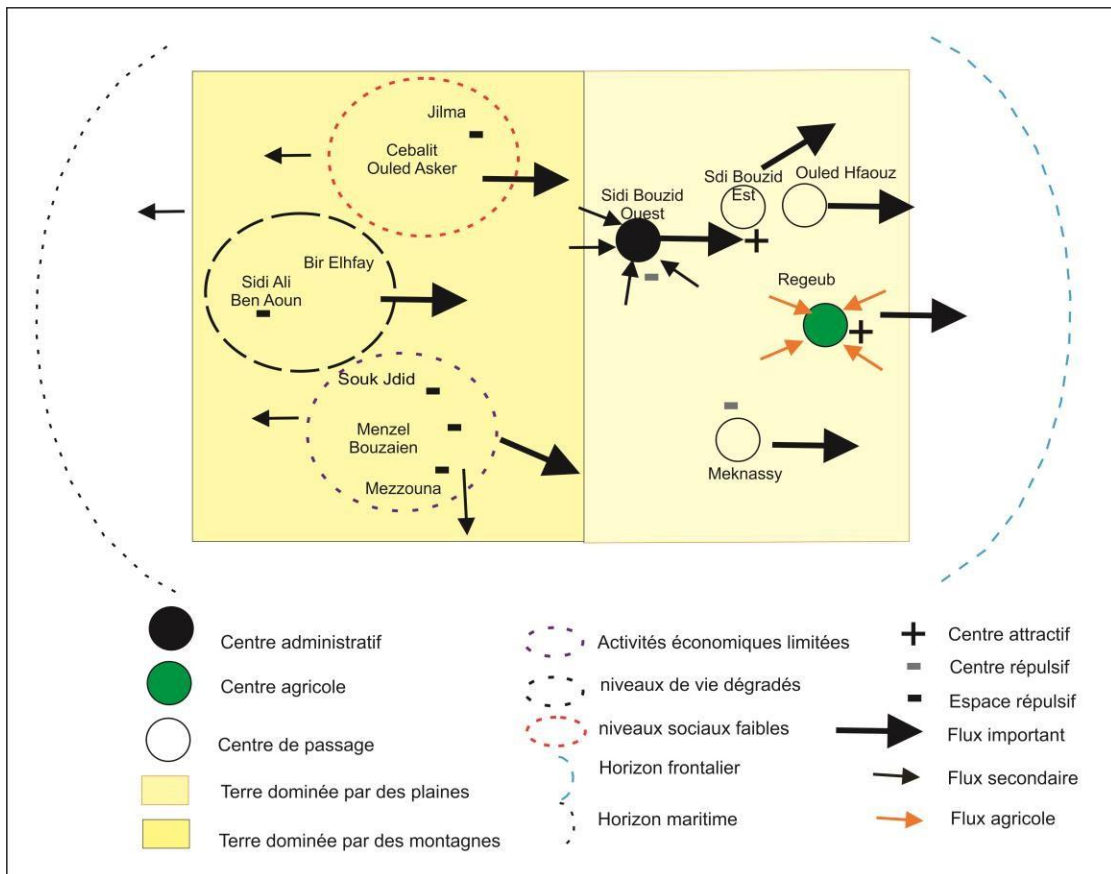 Jilma
Cebalit
Ouled Asker
Bir Elhfay
Sidi Ali
Ben Aoun
Souk Jdid
Menzel
Bouzaien
Mezzouna
Sidi Bouzid
Ouest
Sdi Bouzid
Est
Ouled Hfaouz
Regeub
Meknassy
Centre administratif
Centre agricole
Centre de passage
Terre dominée par des plaines
Terre dominée par des montagnes
Activités économiques limitées
niveaux de vie dégradés
niveaux sociaux faibles
Horizon frontalier
Horizon maritime
Centre attractif
Centre répulsif
Espace répulsif
Flux important
Flux secondaire
Flux agricole